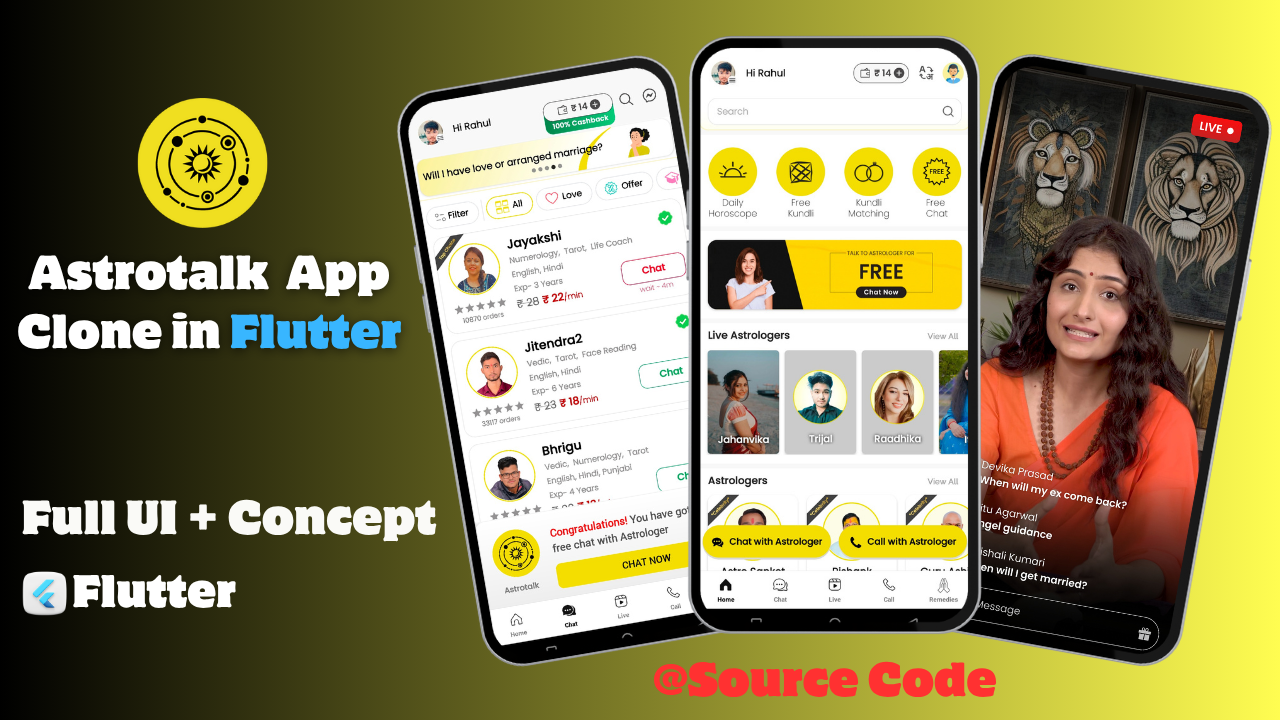 Astrotalk App
Clone in Flutter
Full UI + Concept
Flutter
Hi Rahul
₹ 14
100% Cashback
Will I have love or arranged marriage?
Filter
All
Love
Offer
Jayakshi
Numerology, Tarot, Life Coach
English, Hindi
Exp- 3 Years
₹ 28 ₹ 22/min
10870 orders
Chat
wait - 4m
Jitendra2
Vedic, Tarot, Face Reading
English, Hindi
Exp- 6 Years
₹ 23 ₹ 18/min
33117 orders
Chat
Bhrigu
Vedic, Numerology, Tarot
English, Hindi, Punjabi
Exp- 4 Years
Congratulations! You have got
free chat with Astrologer
CHAT NOW
Astrotalk
Home
Chat
Live
Call
Hi Rahul
₹ 14
A
अ
Search
Daily
Horoscope
Free
Kundli
Kundli
Matching
FREE
Free
Chat
TALK TO ASTROLOGER FOR
FREE
Chat Now
Live Astrologers
View All
Jahanvika
Trijal
Raadhika
Astrologers
View All
Chat with Astrologer
Call with Astrologer
Home
Chat
Live
Call
Remedies
LIVE
Devika Prasad
When will my ex come back?
itu Agarwal
ngel guidance
ishali Kumari
en will I get married?
Message
@Source Code